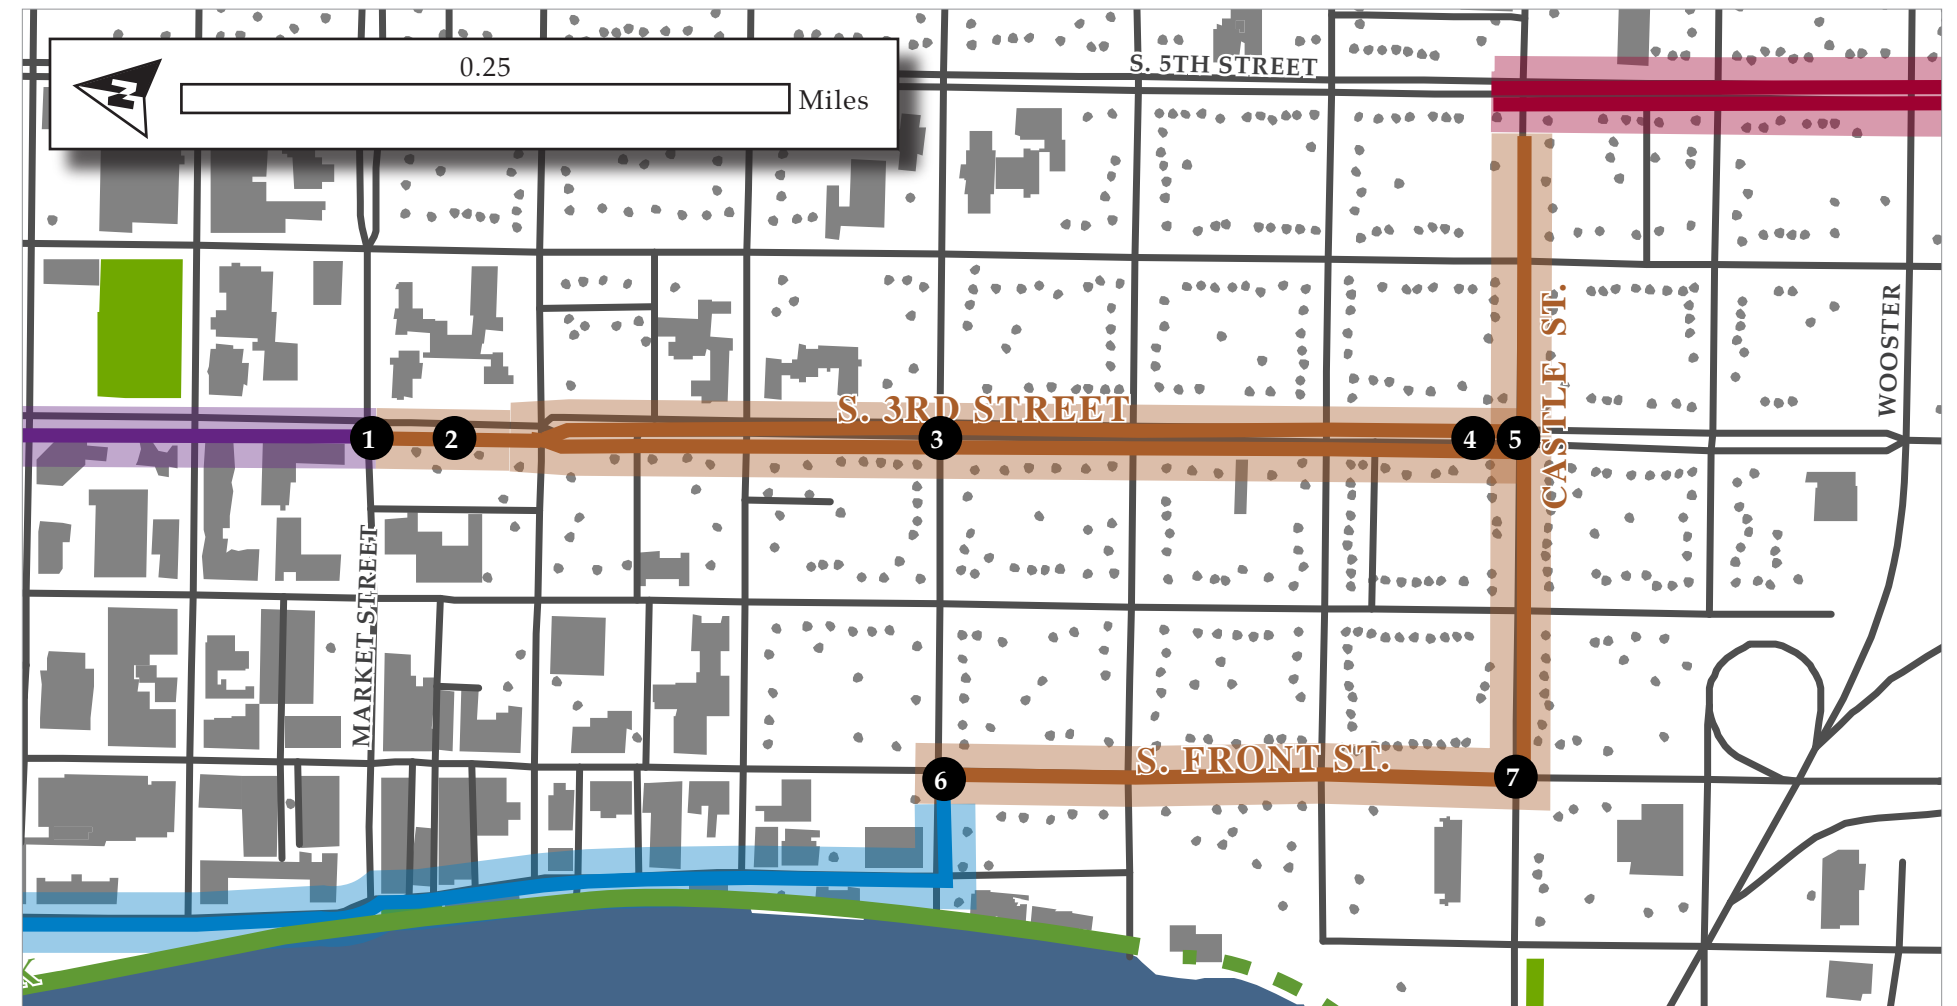 S. 5TH STREET
0.25
N
Miles
WOOSTER
CASTLE ST.
S. 3RD STREET
1
2
3
4
5
MARKET STREET
S. FRONT ST.
6
7
K